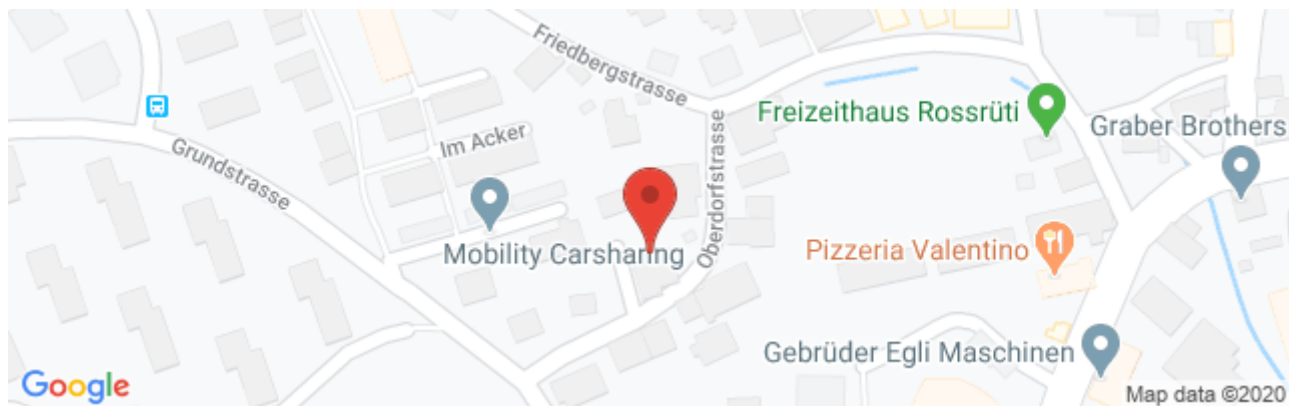 Friedbergstrasse
Freizeithaus Rossrüti
Graber Brothers
Im Acker
Grundstrasse
Oberdorfstrasse
Mobility Carsharing
Pizzeria Valentino
Gebrüder Egli Maschinen
Google
Map data ©2020